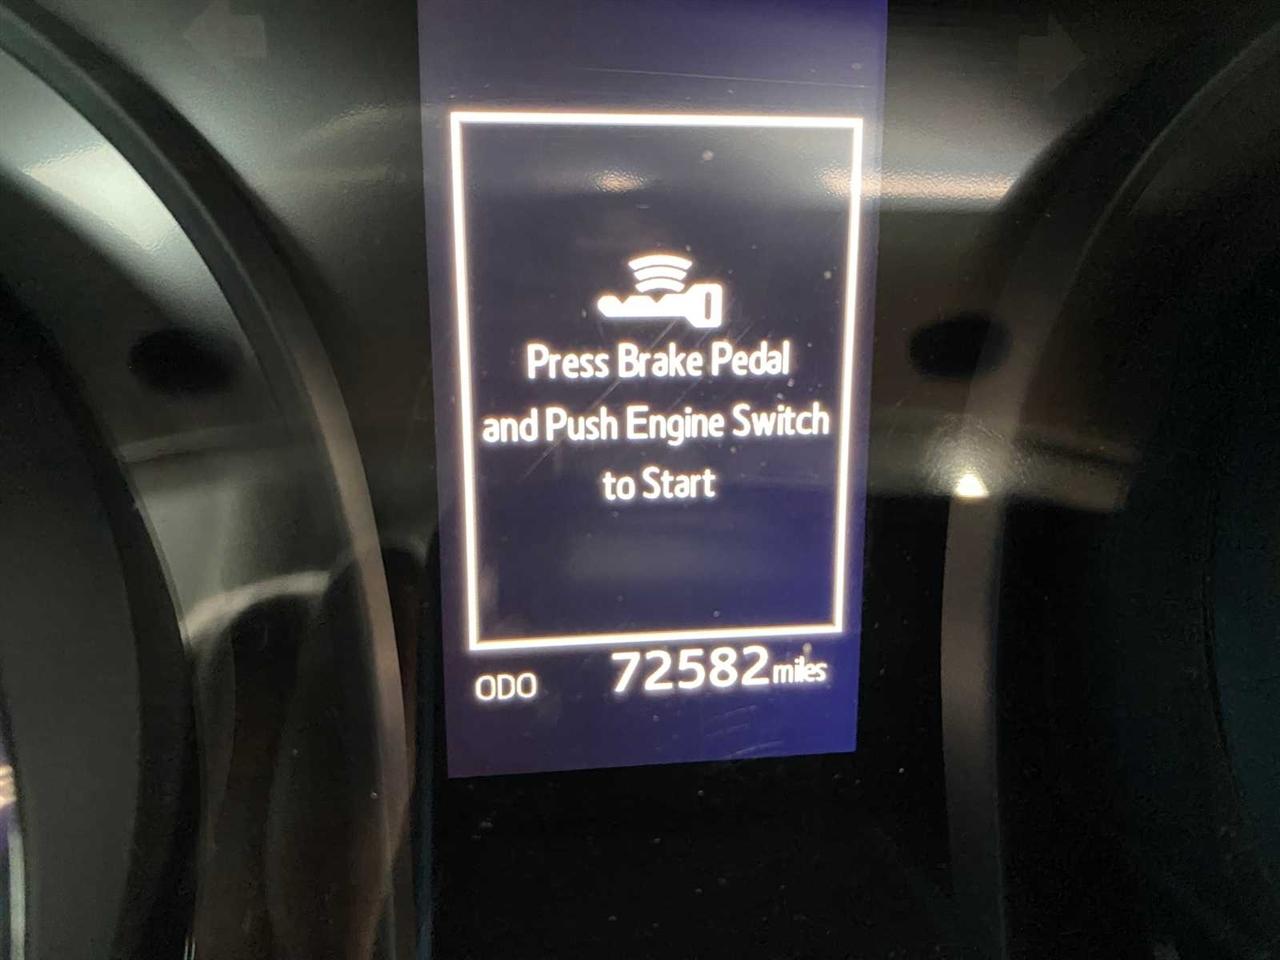 Press Brake Pedal
and Push Engine Switch
to Start
ODO 72582 miles